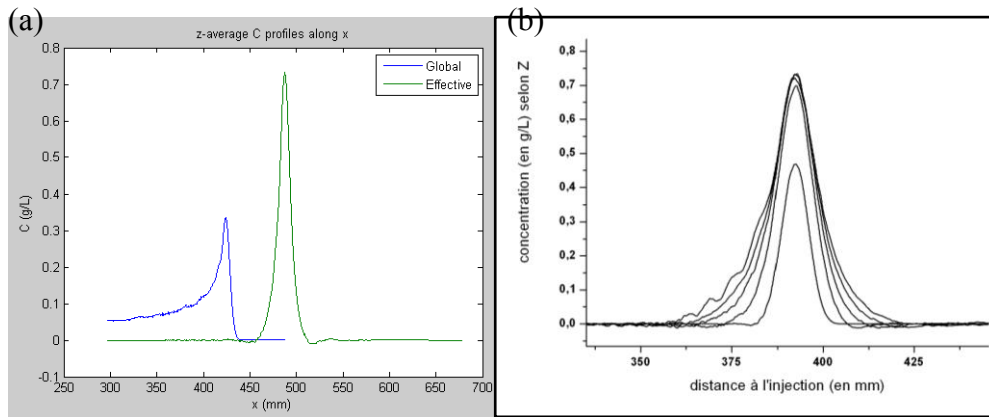 (a)
z-average C profiles along x
Global
Effective
C (g/L)
0.8
0.7
0.6
0.5
0.4
0.3
0.2
0.1
0
-0.1
250 300 350 400 450 500 550 600 650 700
x (mm)
(b)
concentration (en g/L) selon Z
0,8
0,7
0,6
0,5
0,4
0,3
0,2
0,1
0,0
350 375 400 425
distance à l'injection (en mm)